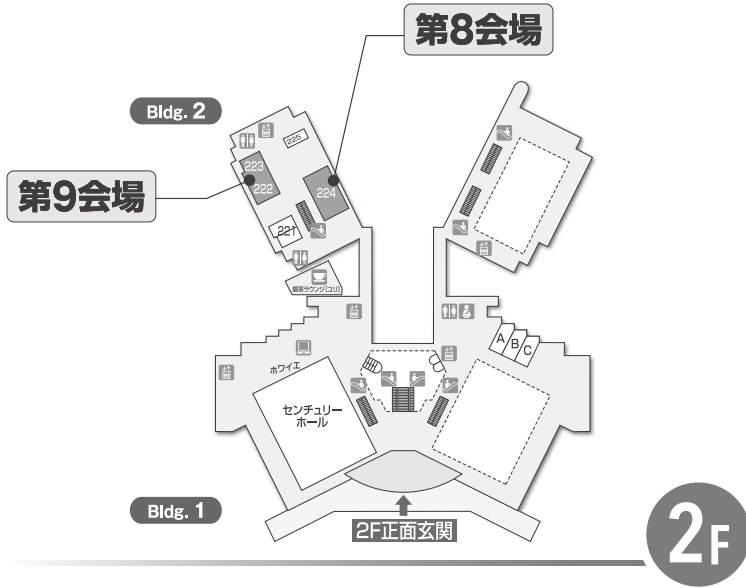 第8会場
Bldg. 2
225
223
222
224
第9会場
221
喫茶ラウンジ[ユリ]
A
B
C
ホワイエ
センチュリー
ホール
Bldg. 1
2F正面玄関
2F